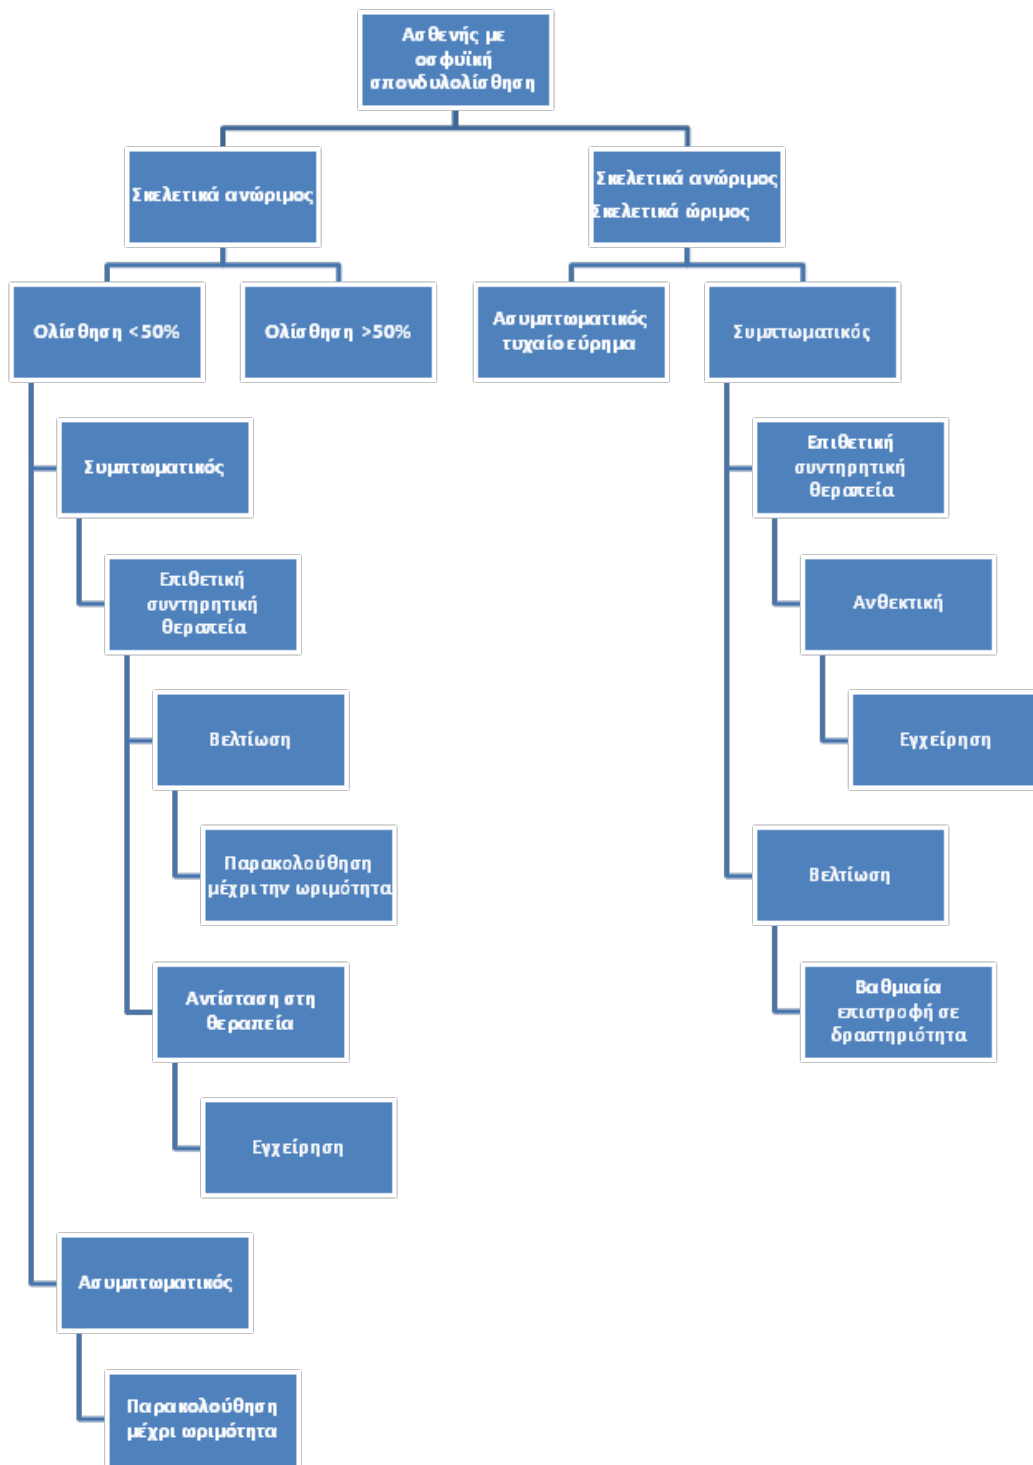 Ασθενής με
οσφυϊκή
σπονδυλολίσθηση
Σκελετικά ανώριμος
Σκελετικά ανώριμος
Σκελετικά ώριμος
Ολίσθηση <50%
Ολίσθηση >50%
Ασυμπτωματικός
τυχαίο εύρημα
Συμπτωματικός
Συμπτωματικός
Επιθετική
συντηρητική
θεραπεία
Επιθετική
συντηρητική
θεραπεία
Ανθεκτική
Βελτίωση
Εγχείρηση
Παρακολούθηση
μέχρι την ωριμότητα
Βελτίωση
Αντίσταση στη
θεραπεία
Βαθμιαία
επιστροφή σε
δραστηριότητα
Εγχείρηση
Ασυμπτωματικός
Παρακολούθηση
μέχρι ωριμότητα